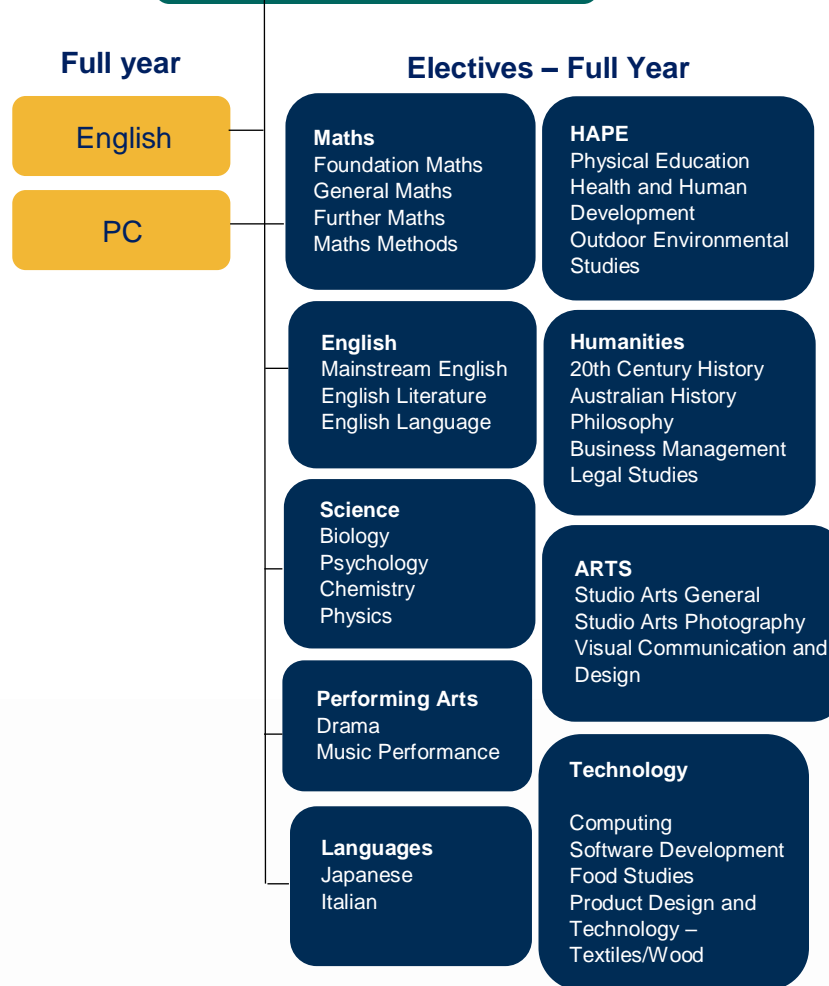 Full year
English
PC
Electives – Full Year
Maths
Foundation Maths
General Maths
Further Maths
Maths Methods
HAPE
Physical Education
Health and Human
Development
Outdoor Environmental
Studies
English
Mainstream English
English Literature
English Language
Humanities
20th Century History
Australian History
Philosophy
Business Management
Legal Studies
Science
Biology
Psychology
Chemistry
Physics
ARTS
Studio Arts General
Studio Arts Photography
Visual Communication and
Design
Performing Arts
Drama
Music Performance
Technology
Computing
Software Development
Food Studies
Product Design and
Technology –
Textiles/Wood
Languages
Japanese
Italian